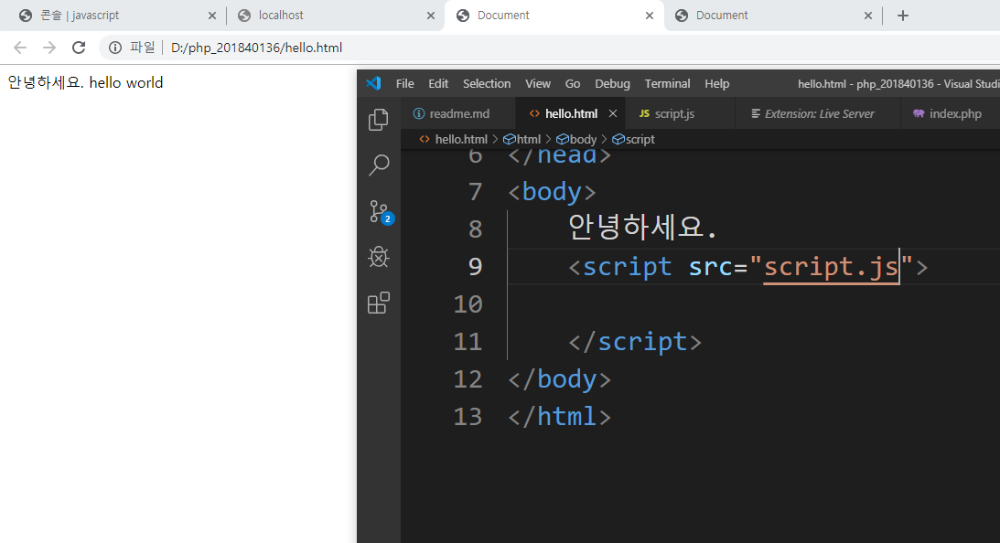 콘솔 | javascript
localhost
Document
Document
파일 D:/php_201840136/hello.html
안녕하세요. hello world
File Edit Selection View Go Debug Terminal Help hello.html - php_201840136 - Visual Studi
readme.md
hello.html
JS script.js
Extension: Live Server
index.php
hello.html > html > body > script
6 </head>
7 <body>
8 안녕하세요.
9 <script src="script.js">
10
11 </script>
12 </body>
13 </html>
2